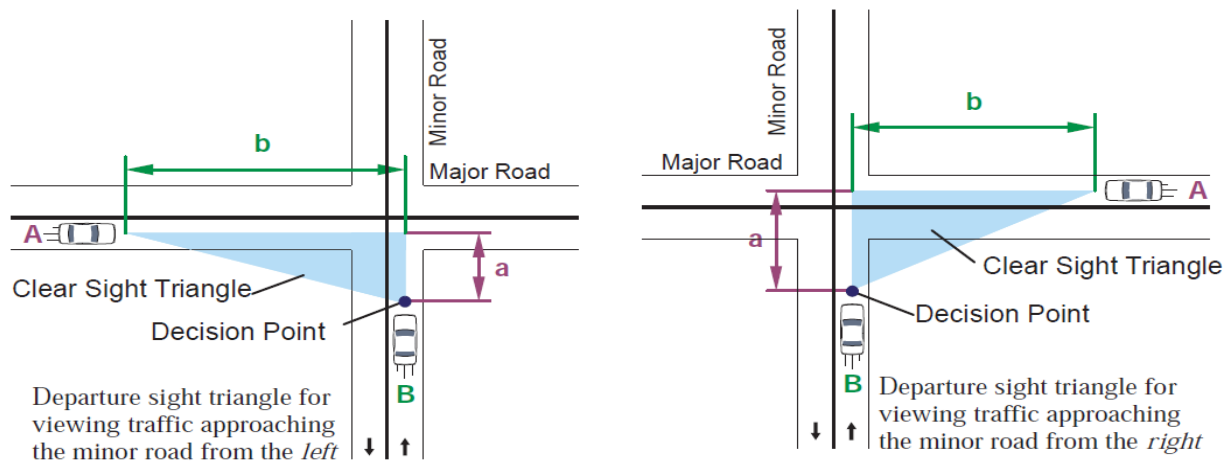 Minor Road
b
Major Road
A
a
Clear Sight Triangle
Decision Point
B
Departure sight triangle for
viewing traffic approaching
the minor road from the left
Minor Road
b
Major Road
A
a
Clear Sight Triangle
Decision Point
B
Departure sight triangle for
viewing traffic approaching
the minor road from the right